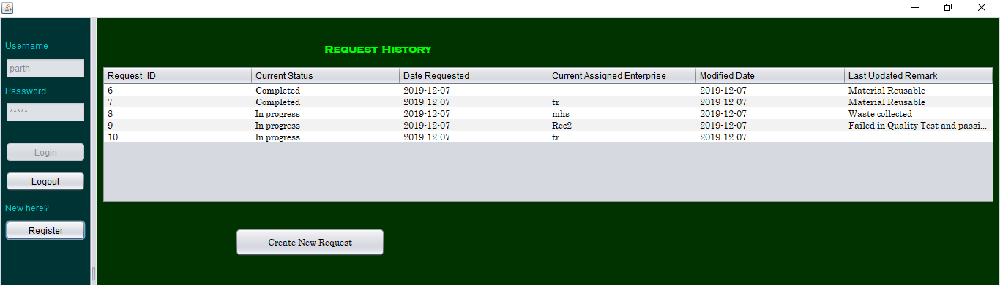 Username
parth
Password
*****
Login
Logout
New here?
Register
Request History
Request_ID Current Status Date Requested Current Assigned Enterprise Modified Date Last Updated Remark
6 Completed 2019-12-07 2019-12-07 Material Reusable
7 Completed 2019-12-07 tr 2019-12-07 Material Reusable
8 In progress 2019-12-07 mhs 2019-12-07 Waste collected
9 In progress 2019-12-07 Rec2 2019-12-07 Failed in Quality Test and passi...
10 In progress 2019-12-07 tr 2019-12-07
Create New Request